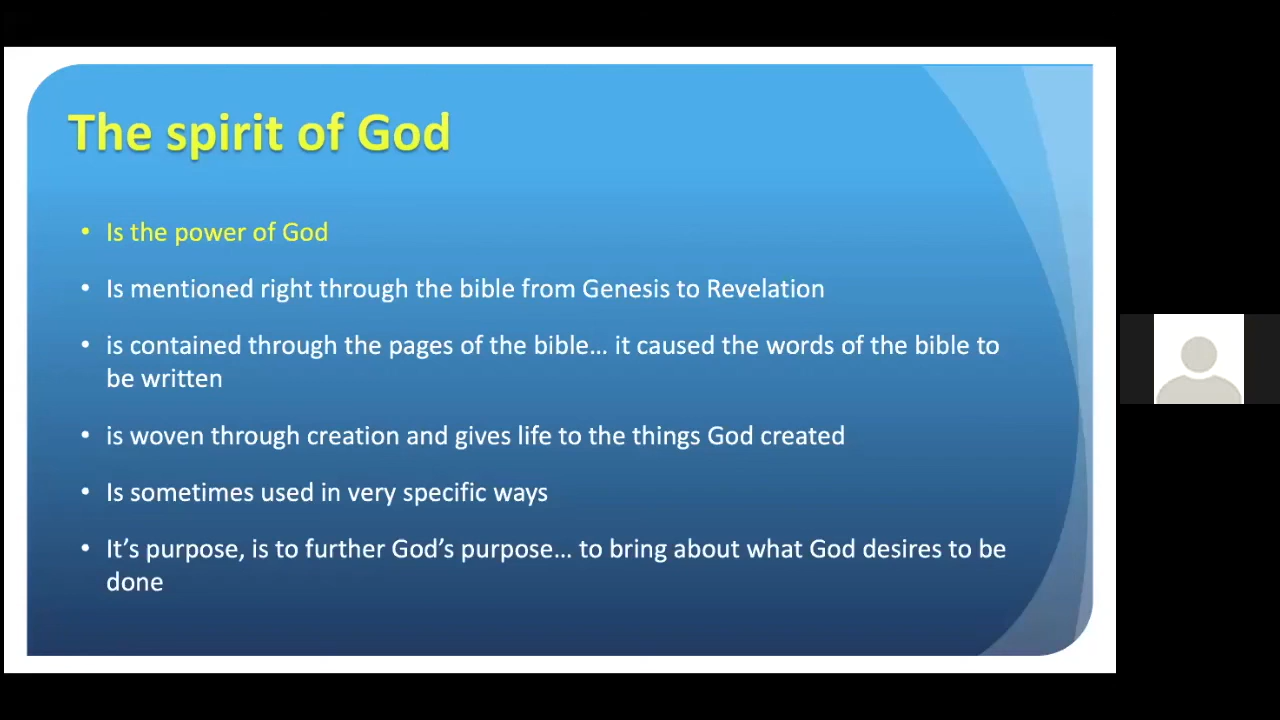 The spirit of God
• Is the power of God
• Is mentioned right through the bible from Genesis to Revelation
• is contained through the pages of the bible... it caused the words of the bible to
be written
• is woven through creation and gives life to the things God created
• Is sometimes used in very specific ways
• It’s purpose, is to further God’s purpose... to bring about what God desires to be
done